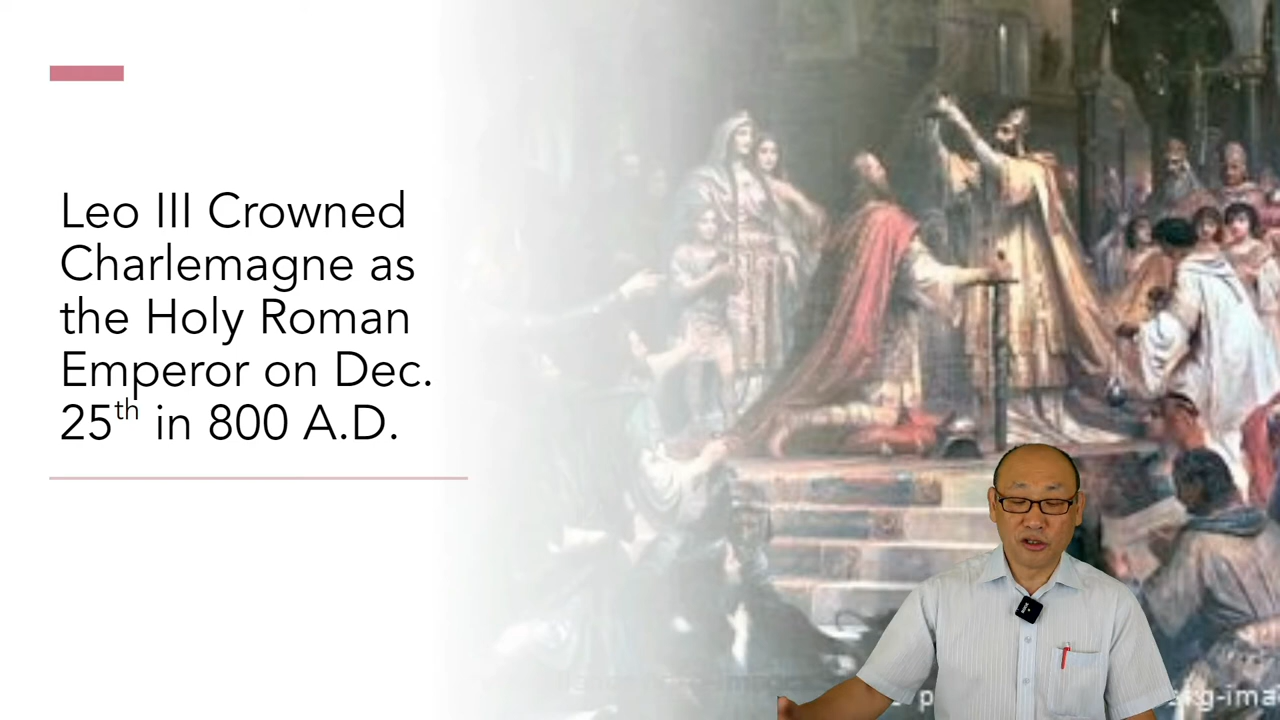 Leo III Crowned
Charlemagne as
the Holy Roman
Emperor on Dec.
25th in 800 A.D.